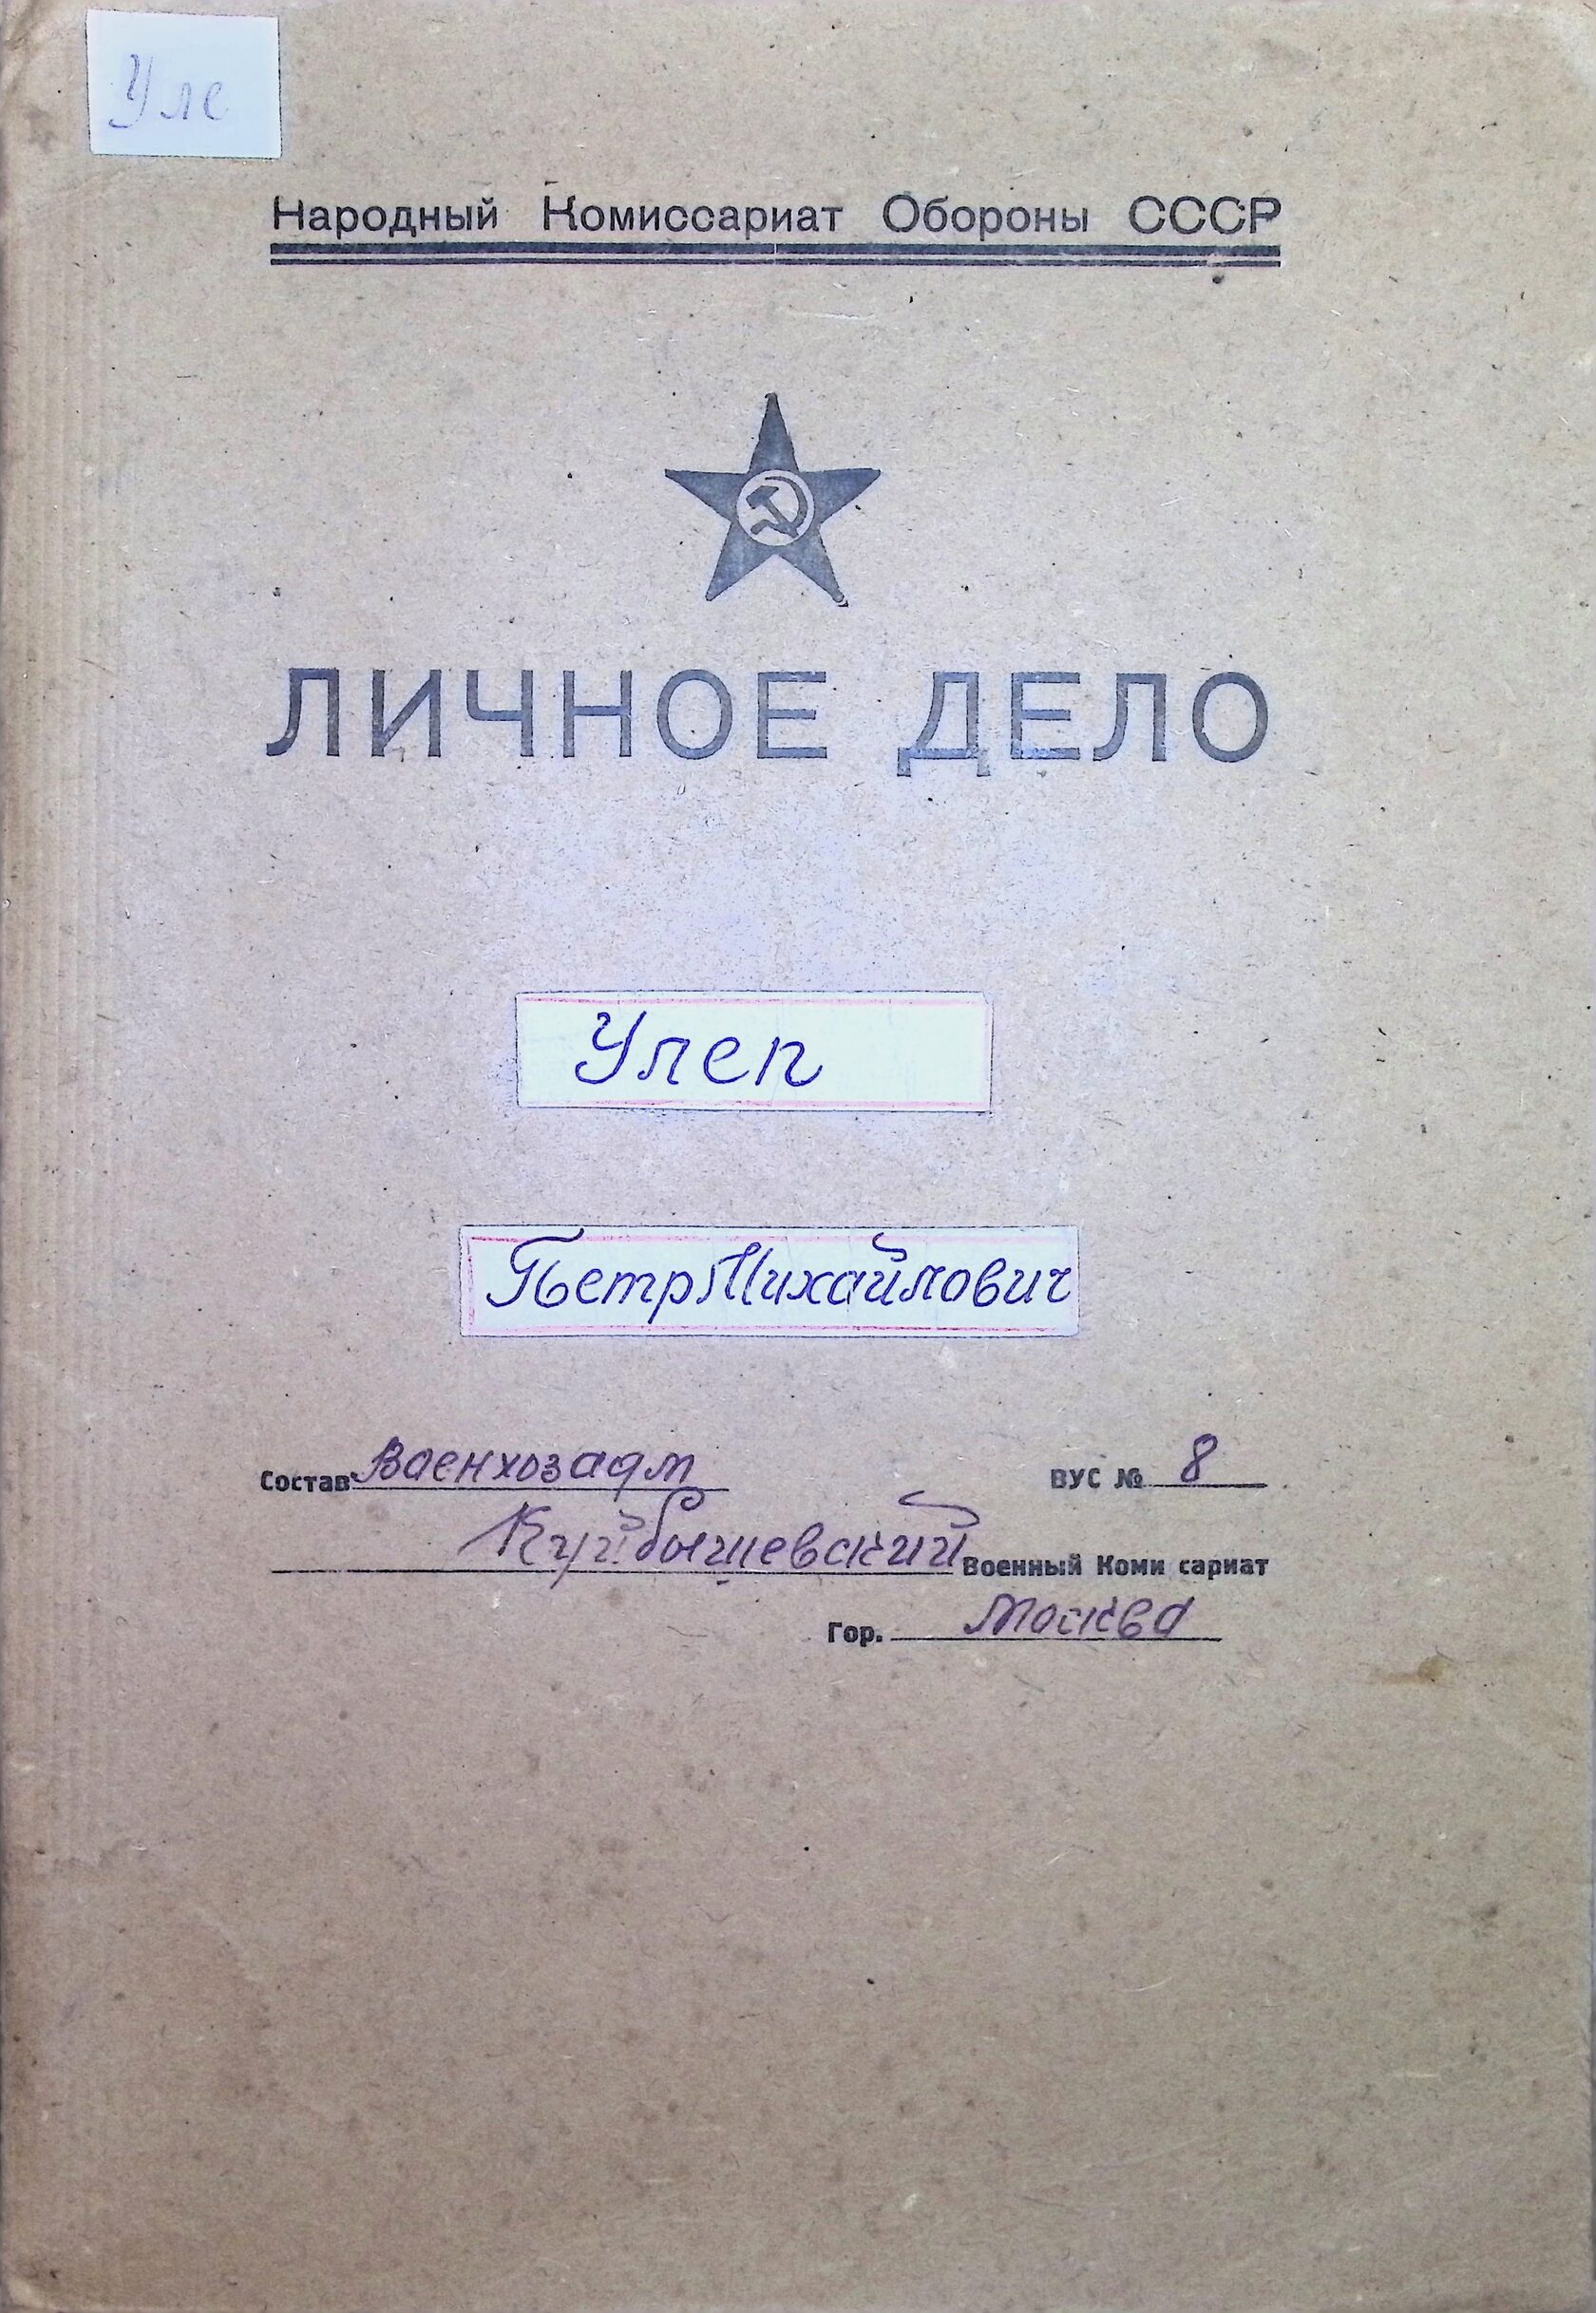 Уле
Народный Комиссариат Обороны СССР
ЛИЧНОЕ ДЕЛО
Улеп
Петр Михайлович
Состав Военхозадм ВУС № 8
Куйбышевский Военный Коми сариат
Гор. Москва